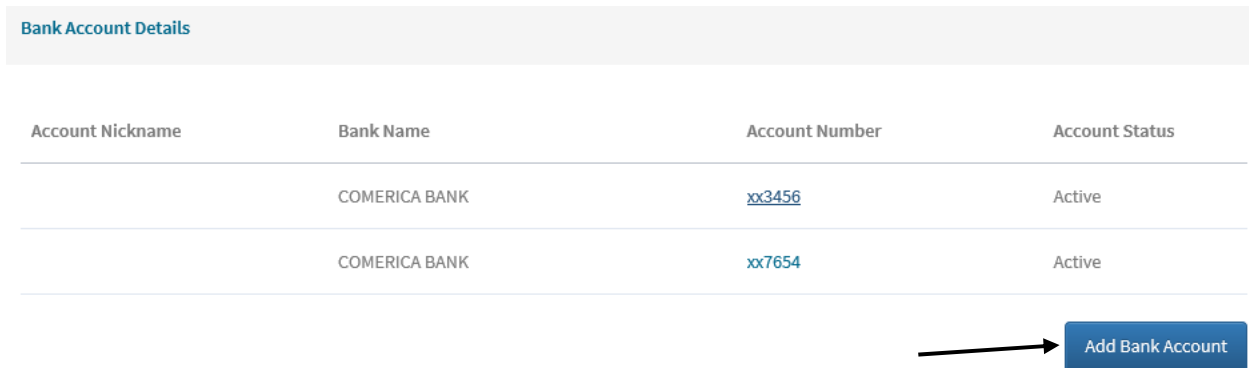 Bank Account Details
Account Nickname Bank Name Account Number Account Status
COMERICA BANK xx3456 Active
COMERICA BANK xx7654 Active
Add Bank Account